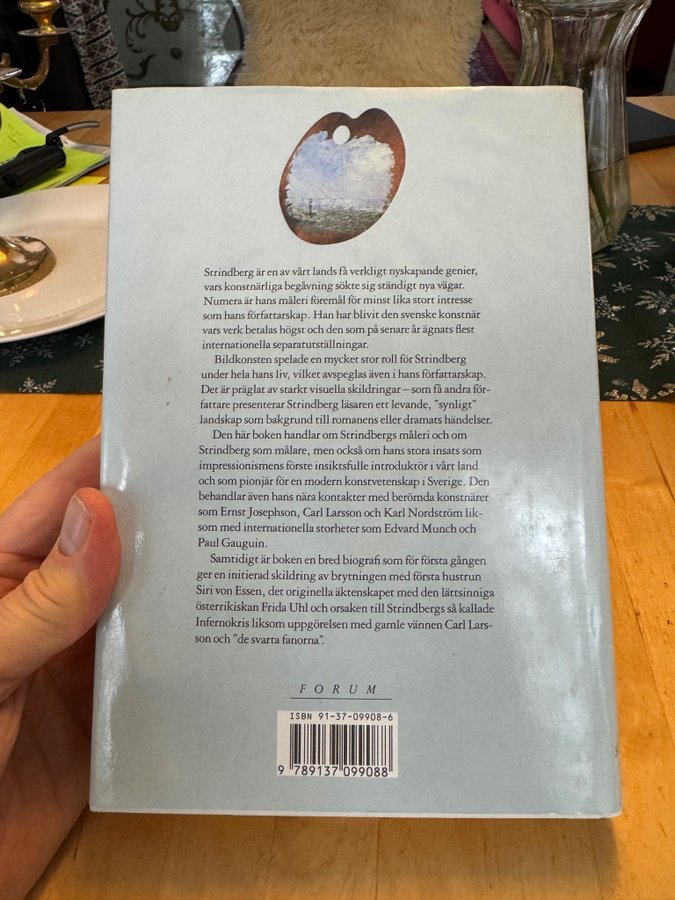 Strindberg är en av vårt lands få verkligt nyskapande genier,
vars konstnärliga begåvning sökte sig ständigt nya vägar.
Numera är hans måleri föremål för minst lika stort intresse
som hans författarskap. Han har blivit den svenske konstnär
vars verk betalas högst och den som på senare år ägnats flest
internationella separatutställningar.
Bildkonsten spelade en mycket stor roll för Strindberg
under hela hans liv, vilket avspeglas även i hans författarskap.
Det är präglat av starkt visuella skildringar – som få andra för-
fattare presenterar Strindberg läsaren ett levande, ”synligt”
landskap som bakgrund till romanens eller dramats händelser.
Den här boken handlar om Strindbergs måleri och om
Strindberg som målare, men också om hans stora insats som
impressionismens förste insiktsfulle introduktör i vårt land
och som pionjär för en modern konstvetenskap i Sverige. Den
behandlar även hans nära kontakter med berömda konstnärer
som Ernst Josephson, Carl Larsson och Karl Nordström lik-
som med internationella storheter som Edvard Munch och
Paul Gauguin.
Samtidigt är boken en bred biografi som för första gången
ger en initierad skildring av brytningen med första hustrun
Siri von Essen, det originella äktenskapet med den lättsinniga
österrikiskan Frida Uhl och orsaken till Strindbergs så kallade
Infernokris liksom uppgörelsen med gamle vännen Carl Lars-
son och ”de svarta fanorna”.
FORUM
ISBN 91-37-09908-6
9 789137 099088